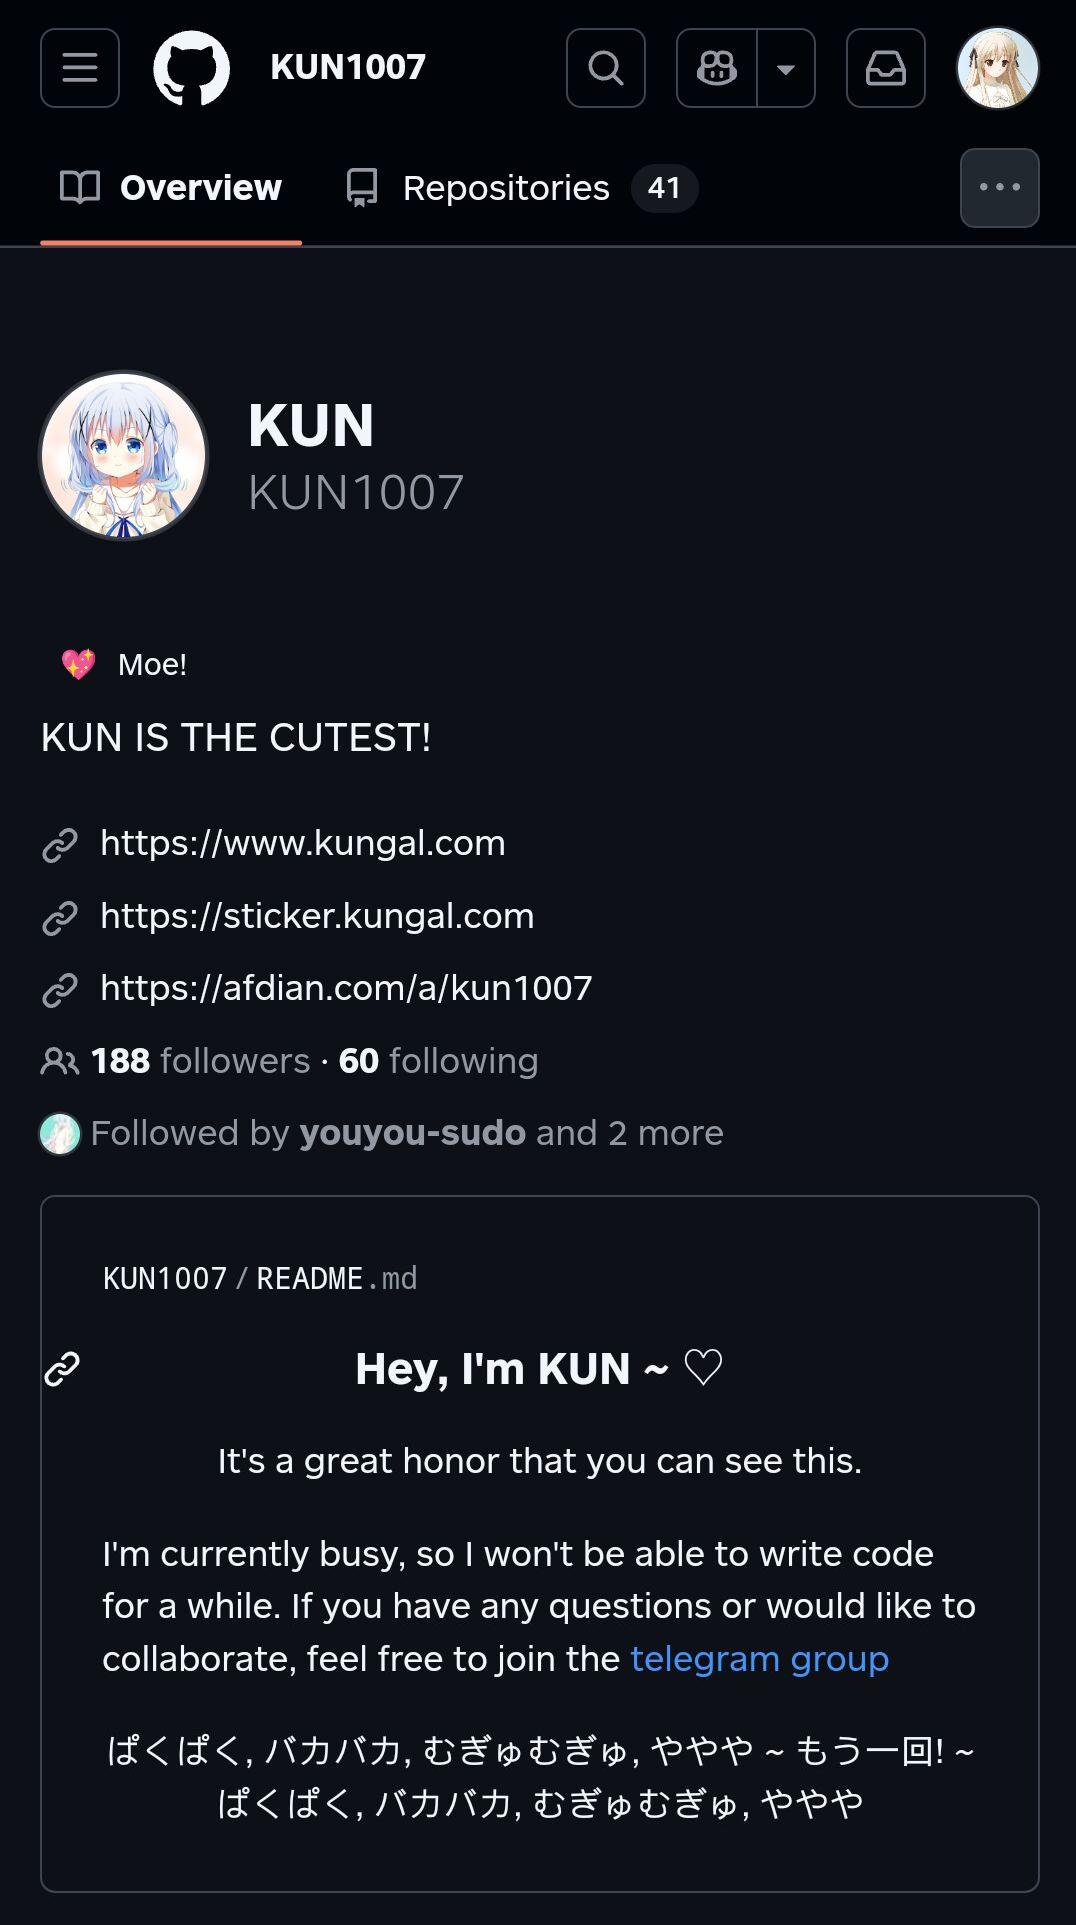 KUN1007
Overview
Repositories 41
KUN
KUN1007
💖 Moe!
KUN IS THE CUTEST!
https://www.kungal.com
https://sticker.kungal.com
https://afdian.com/a/kun1007
188 followers · 60 following
Followed by youyou-sudo and 2 more
KUN1007 / README.md
Hey, I'm KUN ~ ♡
It's a great honor that you can see this.
I'm currently busy, so I won't be able to write code
for a while. If you have any questions or would like to
collaborate, feel free to join the telegram group
ぱくぱく, バカバカ, むぎゅむぎゅ, ややや ~ もう一回! ~
ぱくぱく, バカバカ, むぎゅむぎゅ, ややや